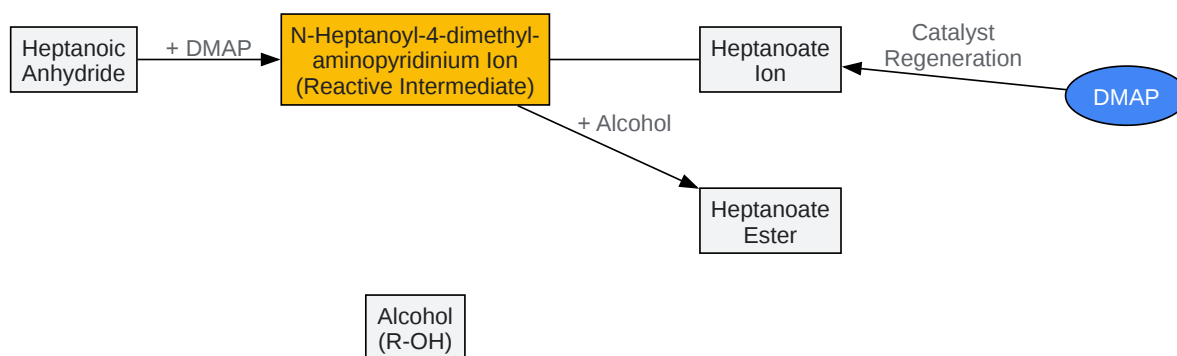 Heptanoic
Anhydride
+ DMAP
N-Heptanoyl-4-dimethyl-
aminopyridinium Ion
(Reactive Intermediate)
Heptanoate
Ion
Catalyst
Regeneration
DMAP
+ Alcohol
Heptanoate
Ester
Alcohol
(R-OH)